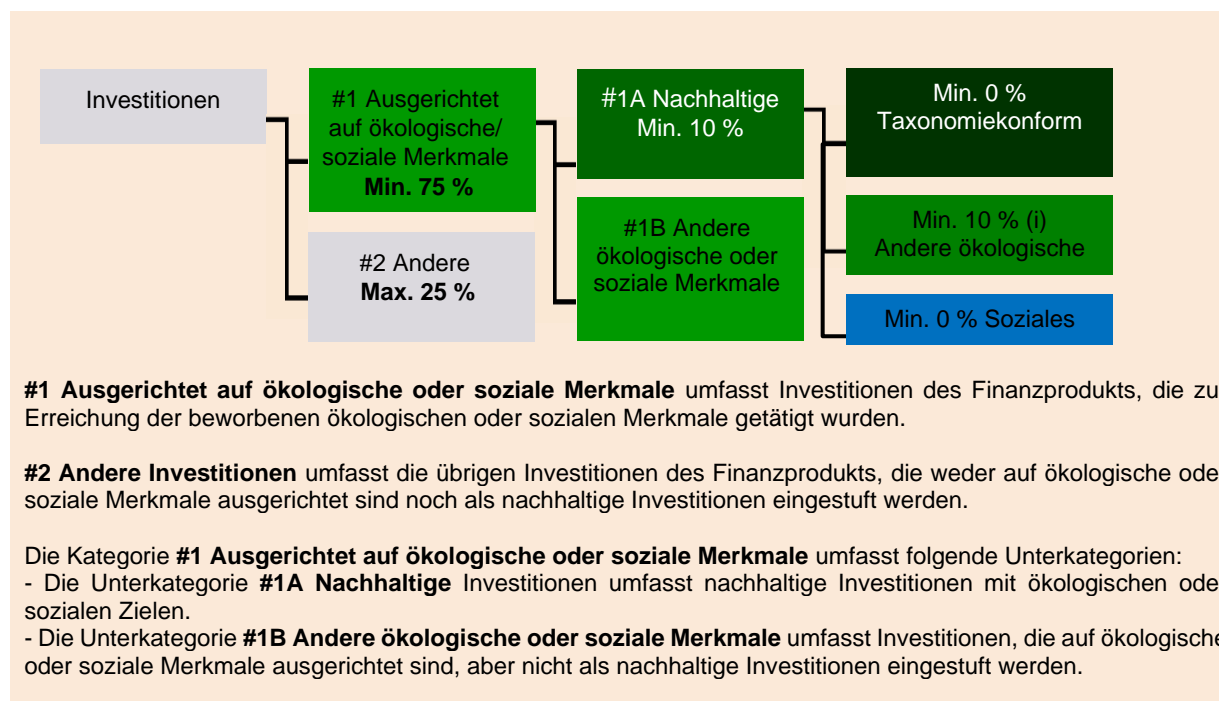 Investitionen
#1 Ausgerichtet
auf ökologische/
soziale Merkmale
Min. 75 %
#2 Andere
Max. 25 %
#1A Nachhaltige
Min. 10 %
#1B Andere
ökologische oder
soziale Merkmale
Min. 0 %
Taxonomiekonform
Min. 10 % (i)
Andere ökologische
Min. 0 % Soziales
#1 Ausgerichtet auf ökologische oder soziale Merkmale umfasst Investitionen des Finanzprodukts, die zu
Erreichung der beworbenen ökologischen oder sozialen Merkmale getätigt wurden.
#2 Andere Investitionen umfasst die übrigen Investitionen des Finanzprodukts, die weder auf ökologische ode
soziale Merkmale ausgerichtet sind noch als nachhaltige Investitionen eingestuft werden.
Die Kategorie #1 Ausgerichtet auf ökologische oder soziale Merkmale umfasst folgende Unterkategorien:
- Die Unterkategorie #1A Nachhaltige Investitionen umfasst nachhaltige Investitionen mit ökologischen ode
sozialen Zielen.
- Die Unterkategorie #1B Andere ökologische oder soziale Merkmale umfasst Investitionen, die auf ökologische
oder soziale Merkmale ausgerichtet sind, aber nicht als nachhaltige Investitionen eingestuft werden.